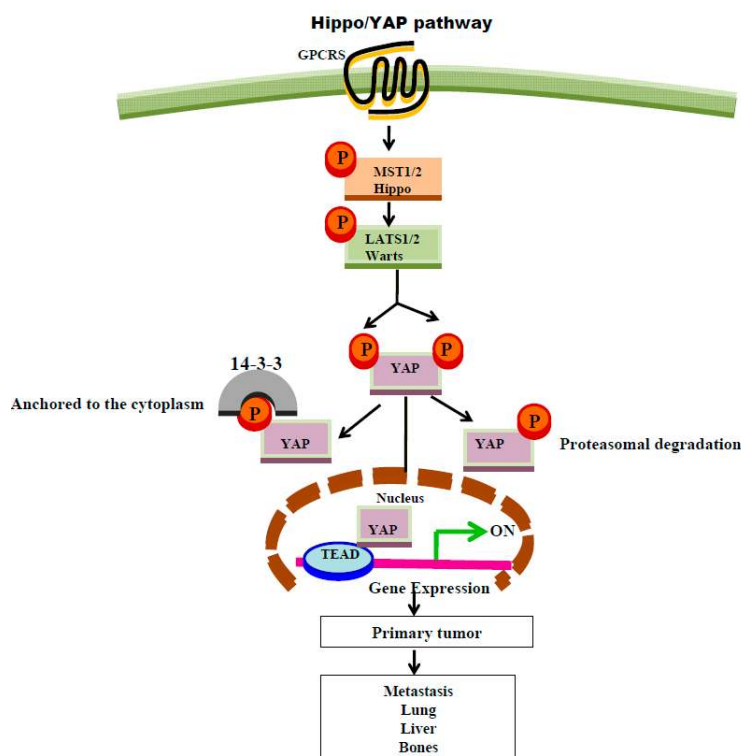 Hippo/YAP pathway
GPCRS
P
MST1/2
Hippo
P
LATS1/2
Warts
P
P
YAP
14-3-3
Anchored to the cytoplasm
P
YAP
P
YAP
Proteasomal degradation
Nucleus
YAP
ON
TEAD
Gene Expression
Primary tumor
Metastasis
Lung
Liver
Bones